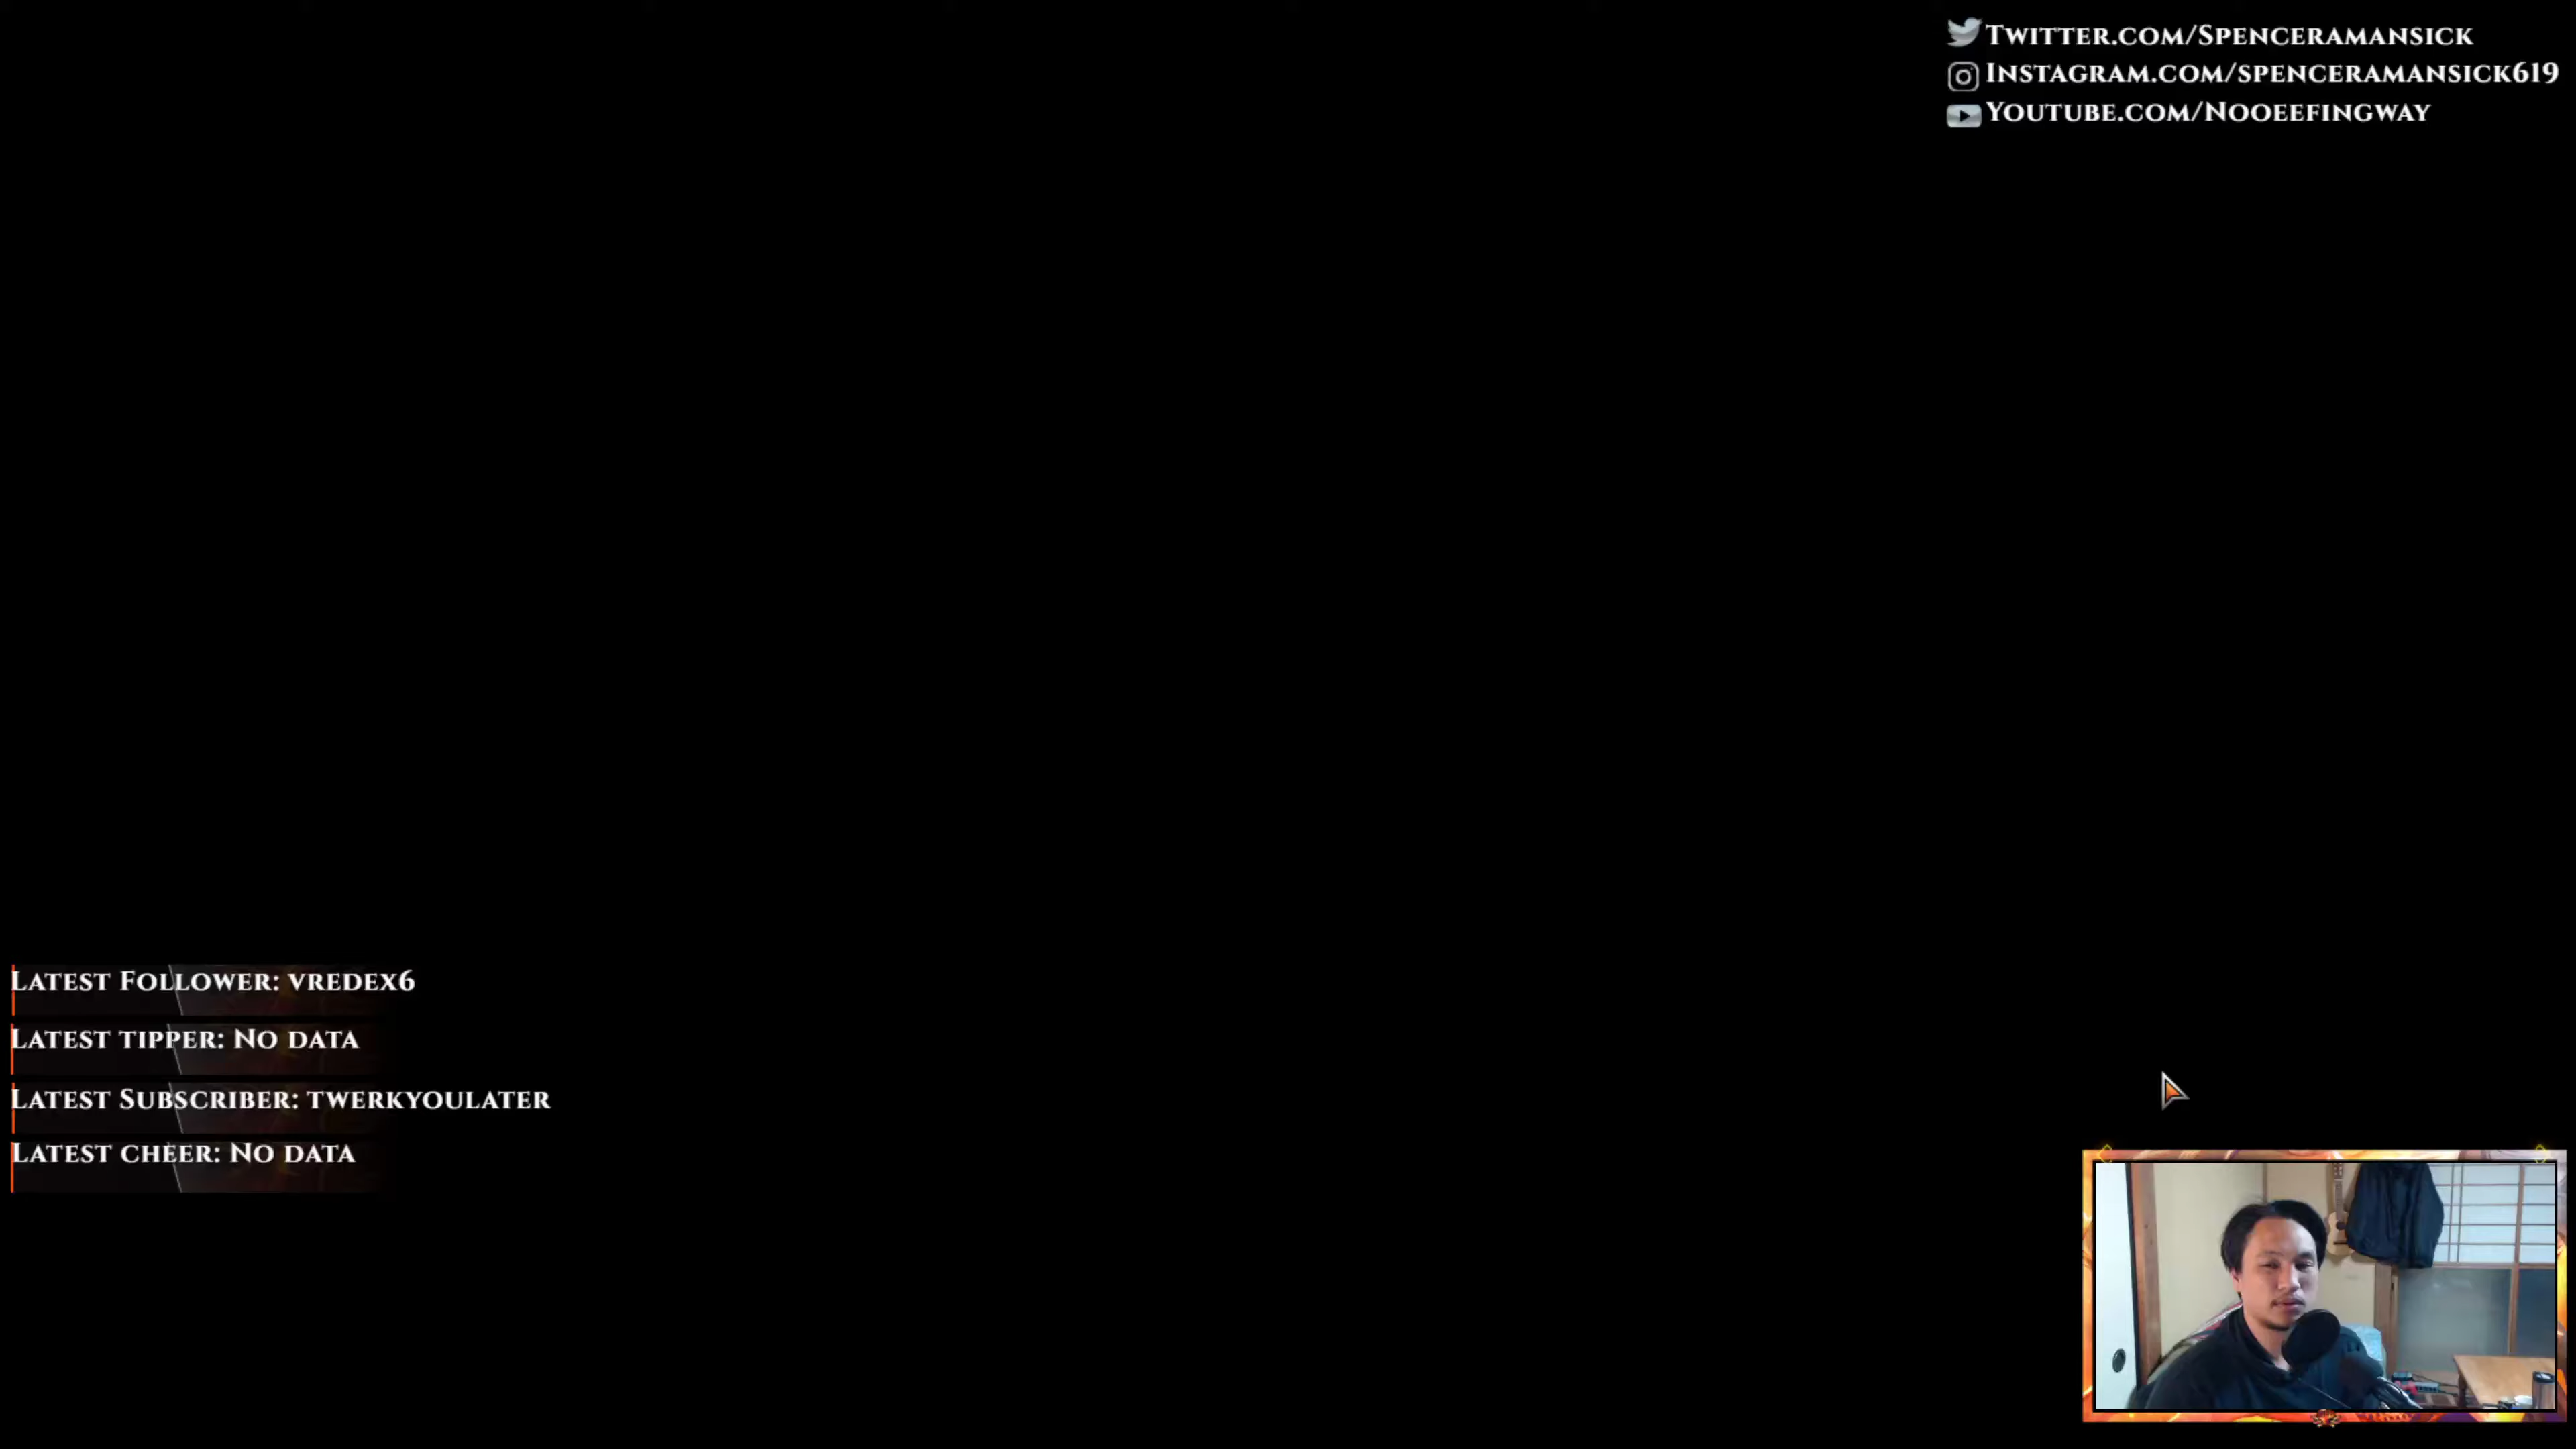 Twitter.com/Spenceramansick
Instagram.com/spenceramansick619
Youtube.com/Nooeefingway
Latest Follower: vredex6
Latest tipper: No data
Latest Subscriber: twerkyoulater
Latest cheer: No data